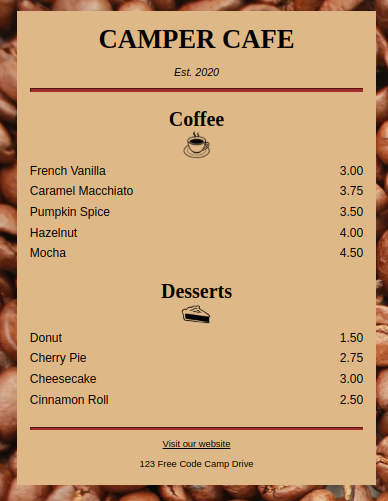 CAMPER CAFE
Est. 2020
Coffee
French Vanilla 3.00
Caramel Macchiato 3.75
Pumpkin Spice 3.50
Hazelnut 4.00
Mocha 4.50
Desserts
Donut 1.50
Cherry Pie 2.75
Cheesecake 3.00
Cinnamon Roll 2.50
Visit our website
123 Free Code Camp Drive